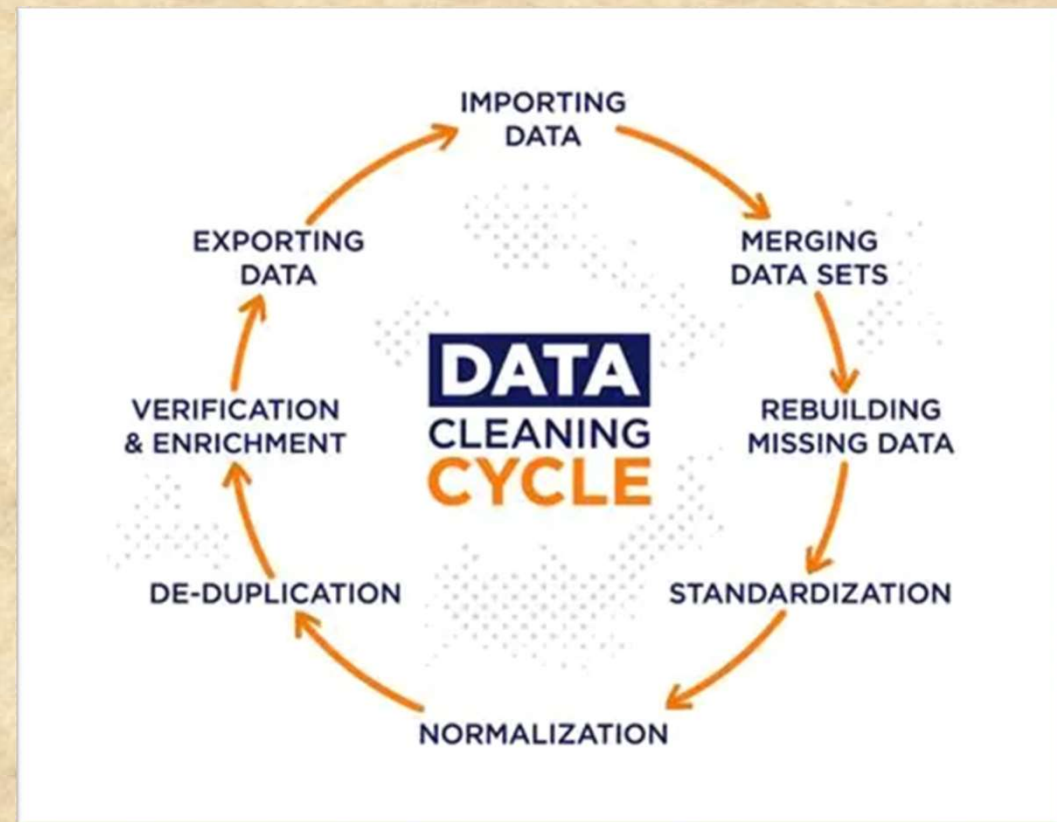 IMPORTING
DATA
MERGING
DATA SETS
REBUILDING
MISSING DATA
STANDARDIZATION
NORMALIZATION
DE-DUPLICATION
VERIFICATION
& ENRICHMENT
EXPORTING
DATA
DATA
CLEANING
CYCLE